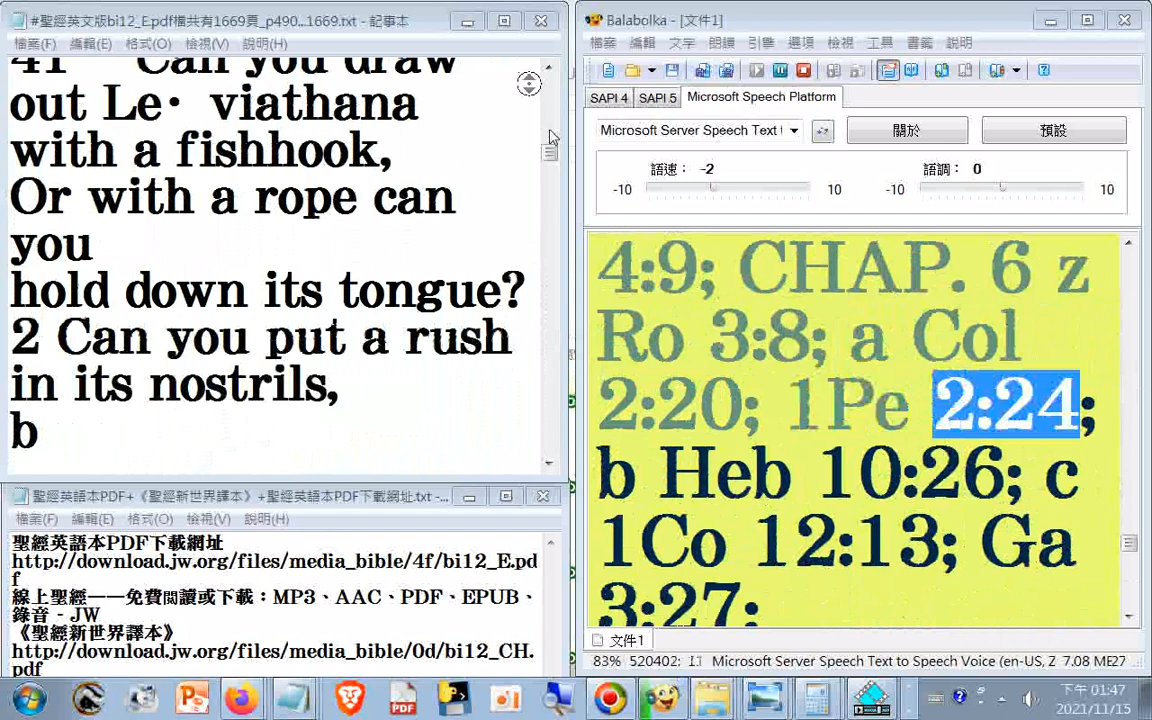 #聖經英文版bi12_E.pdf檔共有1669頁_p490...1669.txt - 記事本
檔案(F) 編輯(E) 格式(O) 檢視(V) 說明(H)
41 Can you draw
out Le· viathana
with a fishhook,
Or with a rope can
you
hold down its tongue?
2 Can you put a rush
in its nostrils,
b
聖經英語本PDF+《聖經新世界譯本》+聖經英語本PDF下載網址.txt -...
檔案(F) 編輯(E) 格式(O) 檢視(V) 說明(H)
聖經英語本PDF下載網址
http://download.jw.org/files/media_bible/4f/bi12_E.pd
f
線上聖經——免費閱讀或下載：MP3、AAC、PDF、EPUB、
錄音 - JW
《聖經新世界譯本》
http://download.jw.org/files/media_bible/0d/bi12_CH.
pdf
Balabolka - [文件1]
檔案 編輯 文字 朗讀 引擎 選項 檢視 工具 書籤 說明
SAPI 4 SAPI 5 Microsoft Speech Platform
Microsoft Server Speech Text 關於 預設
語速： -2 語調： 0
-10 10 -10 10
4:9; CHAP. 6 z
Ro 3:8; a Col
2:20; 1Pe 2:24;
b Heb 10:26; c
1Co 12:13; Ga
3:27;
文件1
83% 520402: Microsoft Server Speech Text to Speech Voice (en-US, Z 7.08 ME27
下午 01:47
2021/11/15